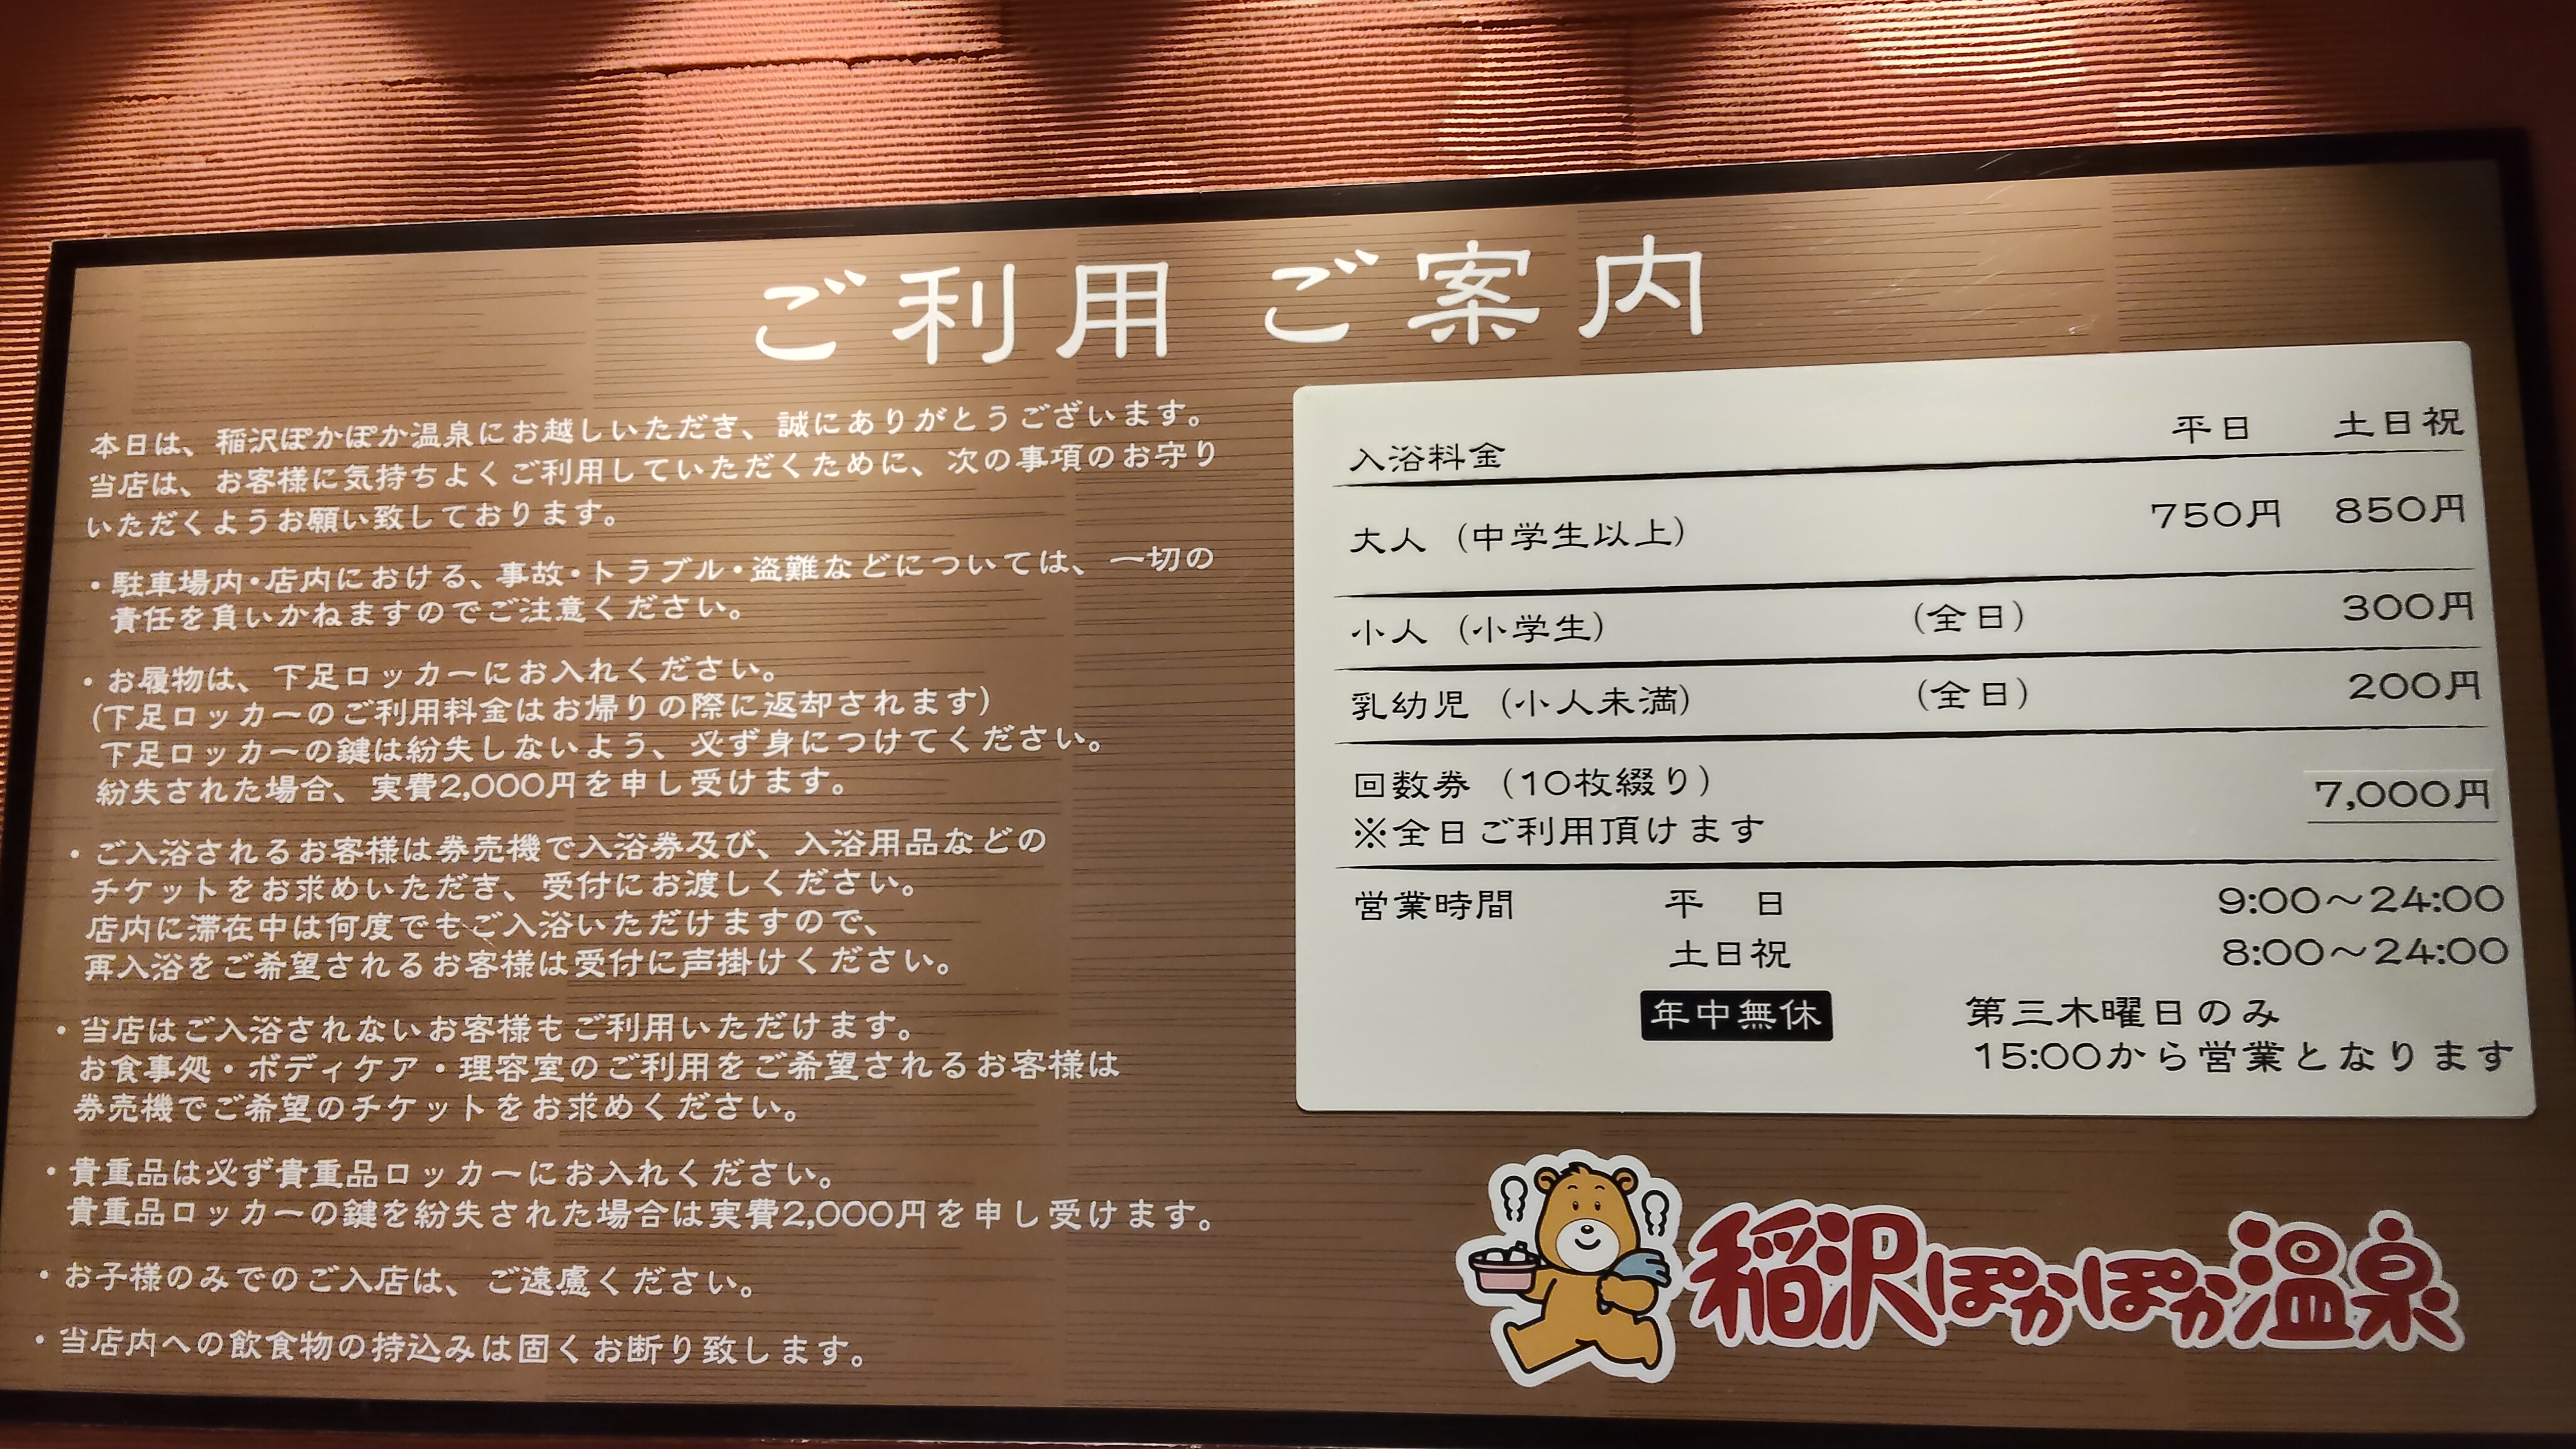 ご利用 ご案内
本日は、稲沢ぽかぽか温泉にお越しいただき、誠にありがとうございます。
当店は、お客様に気持ちよくご利用していただくために、次の事項のお守り
いただくようお願い致しております。
・駐車場内・店内における、事故・トラブル・盗難などについては、一切の
責任を負いかねますのでご注意ください。
・お履物は、下足ロッカーにお入れください。
(下足ロッカーのご利用料金はお帰りの際に返却されます)
下足ロッカーの鍵は紛失しないよう、必ず身につけてください。
紛失された場合、実費2,000円を申し受けます。
・ご入浴されるお客様は券売機で入浴券及び、入浴用品などの
チケットをお求めいただき、受付にお渡しください。
店内に滞在中は何度でもご入浴いただけますので、
再入浴をご希望されるお客様は受付に声掛けください。
・当店はご入浴されないお客様もご利用いただけます。
お食事処・ボディケア・理容室のご利用をご希望されるお客様は
券売機でご希望のチケットをお求めください。
・貴重品は必ず貴重品ロッカーにお入れください。
貴重品ロッカーの鍵を紛失された場合は実費2,000円を申し受けます。
・お子様のみでのご入店は、ご遠慮ください。
・当店内への飲食物の持込みは固くお断り致します。
入浴料金 平日 土日祝
大人 (中学生以上) 750円 850円
小人 (小学生) (全日) 300円
乳幼児 (小人未満) (全日) 200円
回数券 (10枚綴り) 7,000円
※全日ご利用頂けます
営業時間 平 日 9:00～24:00
土日祝 8:00～24:00
年中無休 第三木曜日のみ
15:00から営業となります
稲沢ぽかぽか温泉